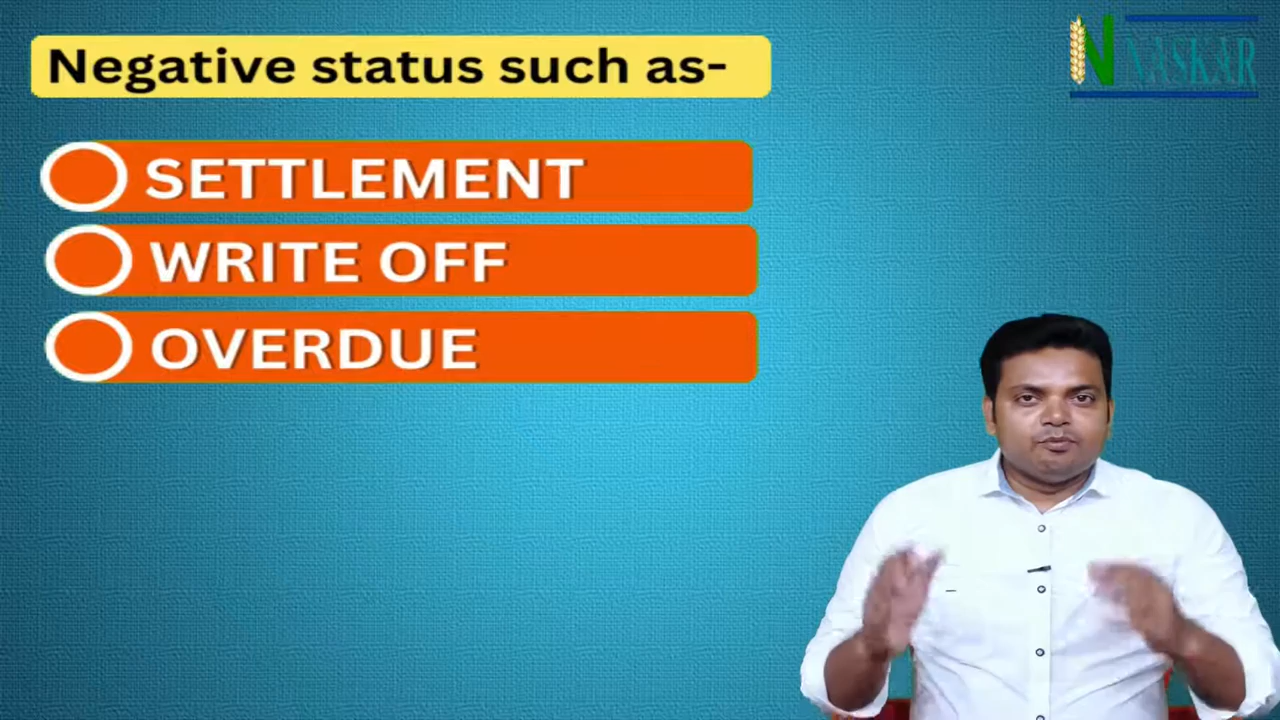 Negative status such as-
N NASKAR
SETTLEMENT
WRITE OFF
OVERDUE